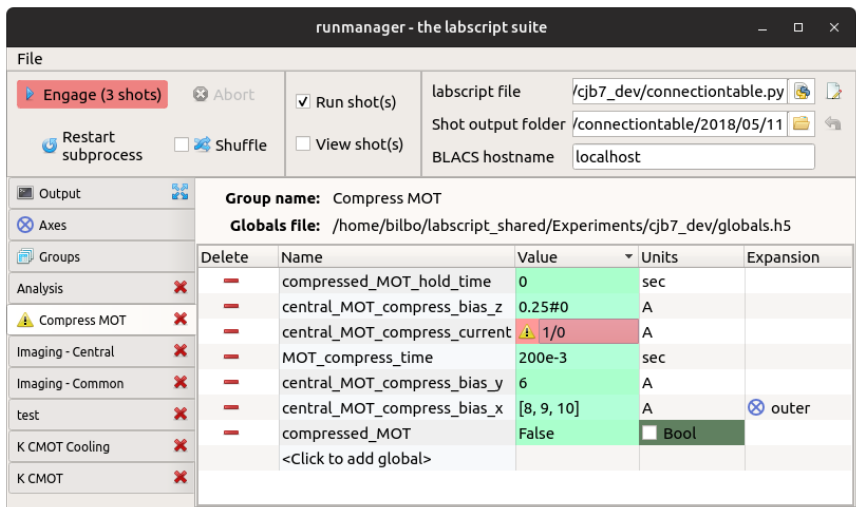 runmanager - the labscript suite
File
Engage (3 shots)
Abort
Restart
subprocess
Shuffle
Run shot(s)
View shot(s)
labscript file /cjb7_dev/connectiontable.py
Shot output folder /connectiontable/2018/05/11
BLACS hostname localhost
Output
Axes
Groups
Analysis
Compress MOT
Imaging - Central
Imaging - Common
test
K CMOT Cooling
K CMOT
Group name: Compress MOT
Globals file: /home/bilbo/labscript_shared/Experiments/cjb7_dev/globals.h5
Delete Name Value Units Expansion
compressed_MOT_hold_time 0 sec
central_MOT_compress_bias_z 0.25#0 A
central_MOT_compress_current 1/0 A
MOT_compress_time 200e-3 sec
central_MOT_compress_bias_y 6 A
central_MOT_compress_bias_x [8, 9, 10] A outer
compressed_MOT False Bool
<Click to add global>